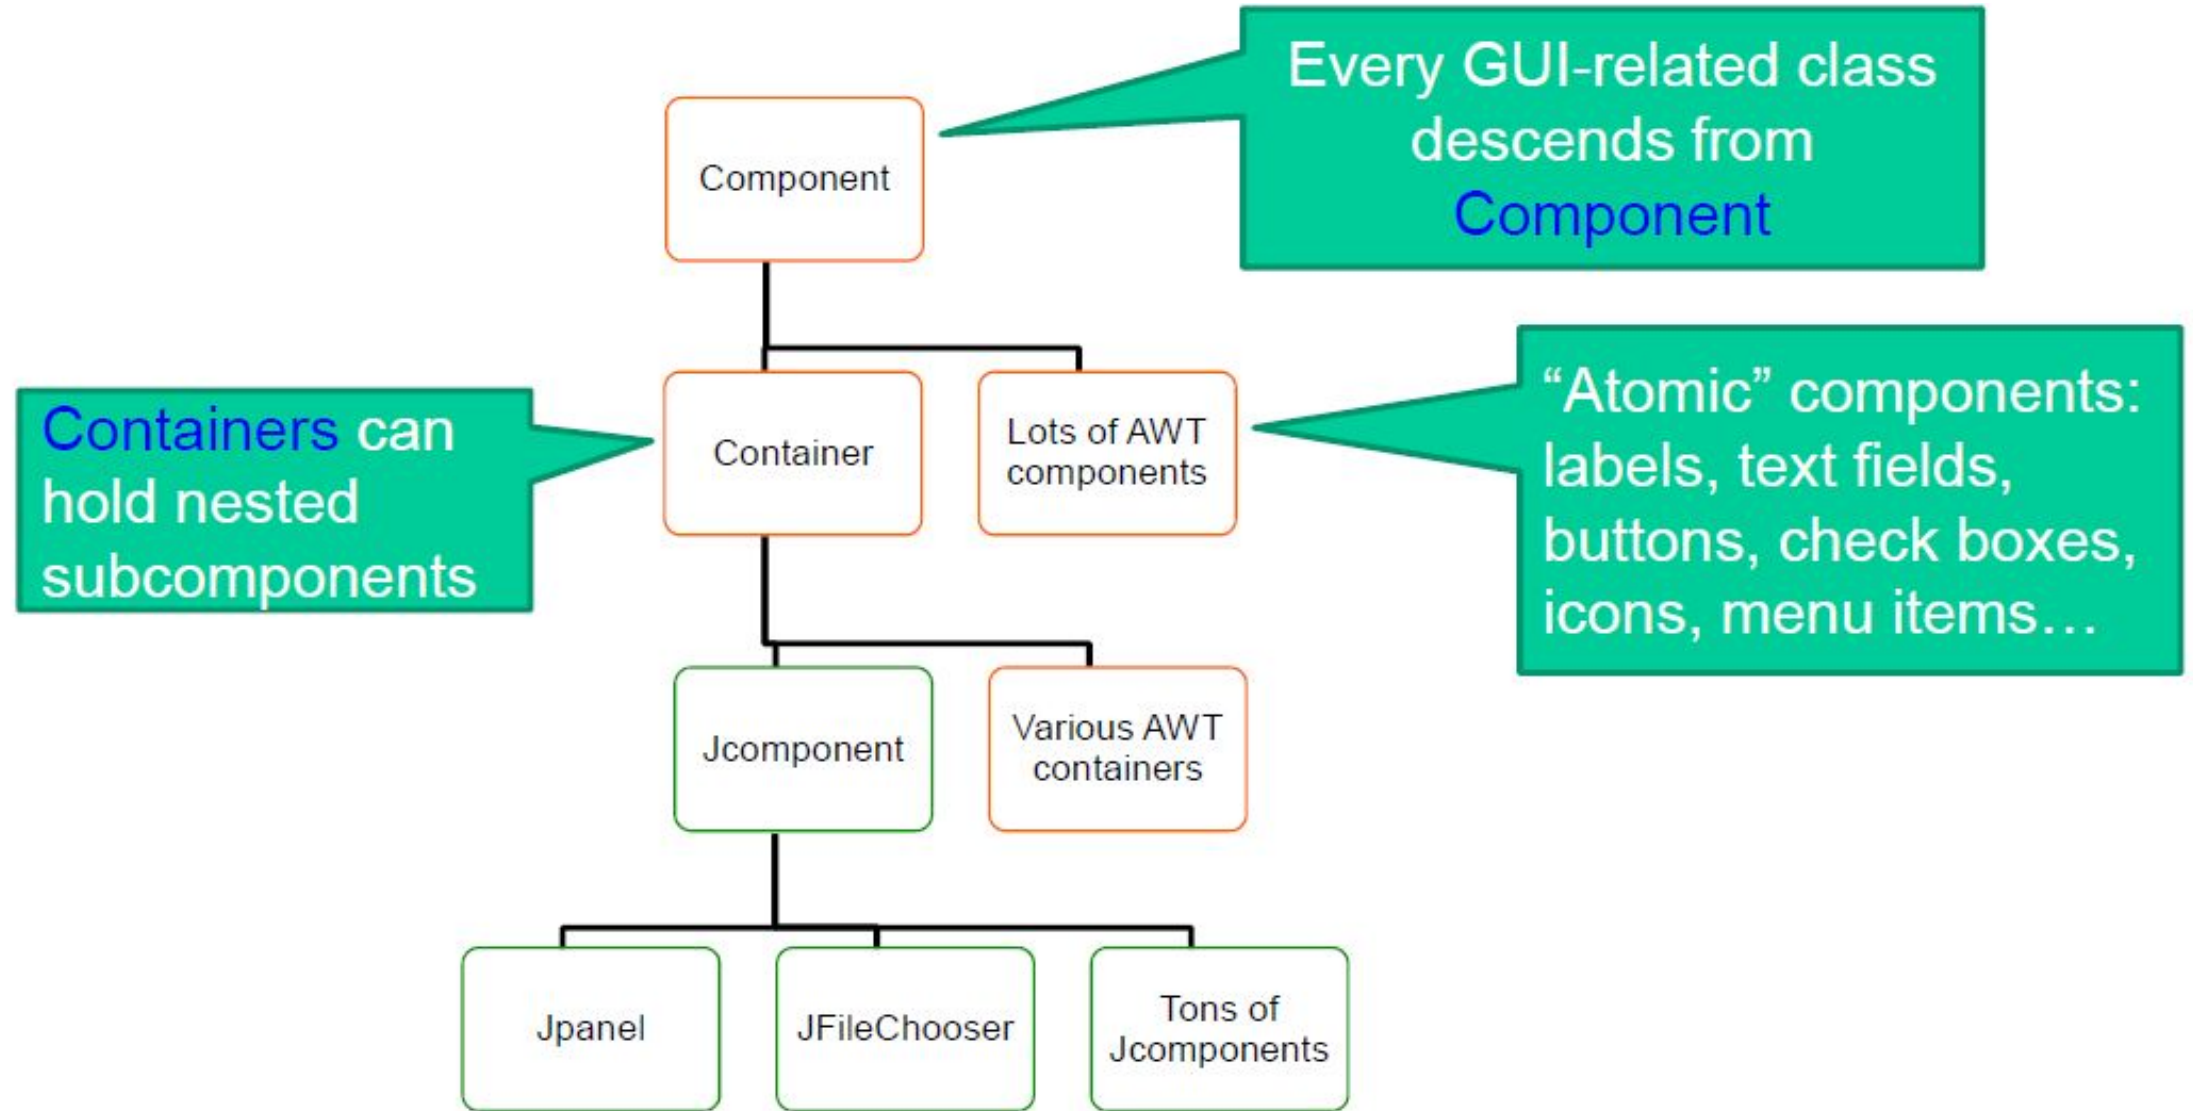 Every GUI-related class
descends from
Component
Component
Containers can
hold nested
subcomponents
Container
Lots of AWT
components
“Atomic” components:
labels, text fields,
buttons, check boxes,
icons, menu items…
Jcomponent
Various AWT
containers
Jpanel
JFileChooser
Tons of
Jcomponents